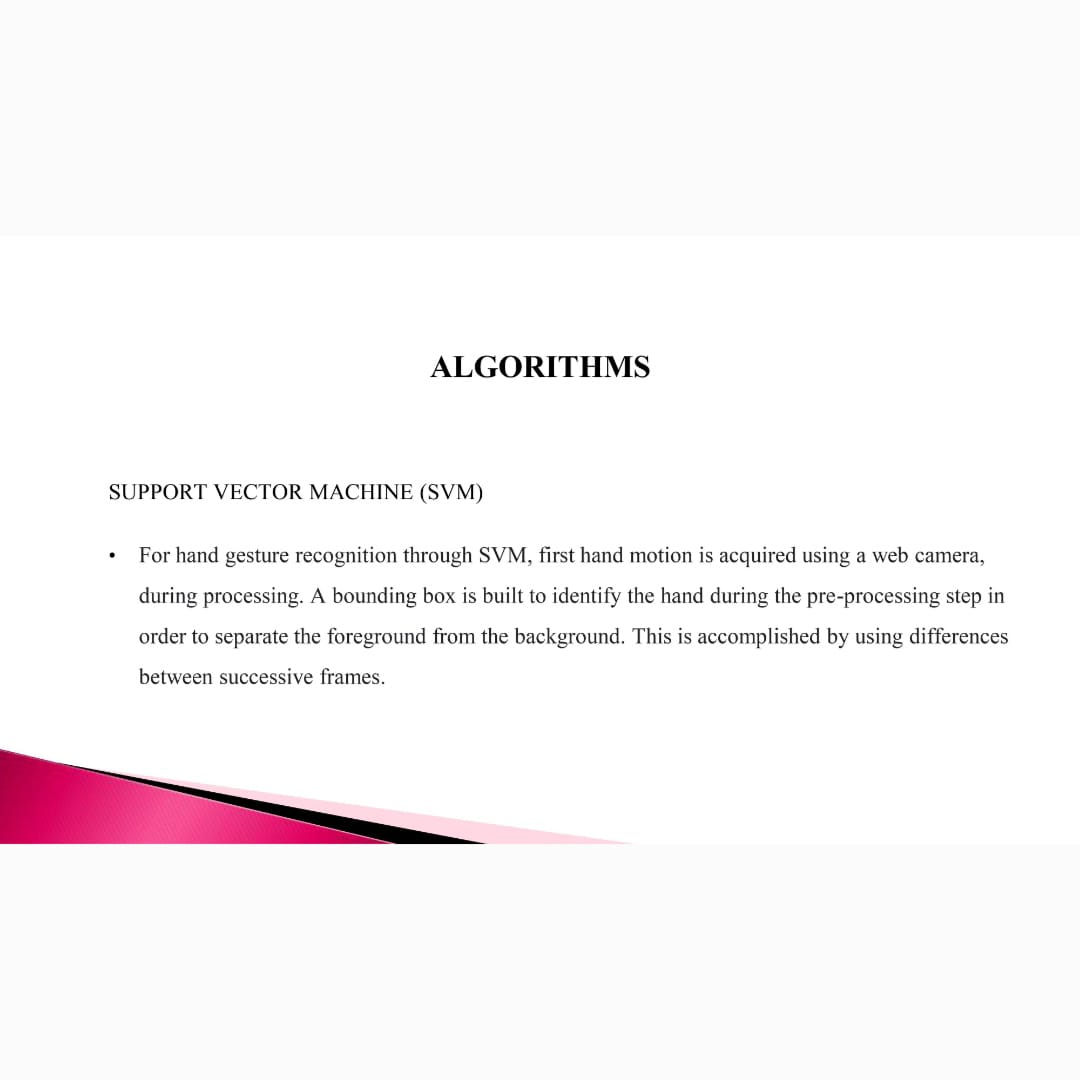 ALGORITHMS
SUPPORT VECTOR MACHINE (SVM)
• For hand gesture recognition through SVM, first hand motion is acquired using a web camera,
during processing. A bounding box is built to identify the hand during the pre-processing step in
order to separate the foreground from the background. This is accomplished by using differences
between successive frames.